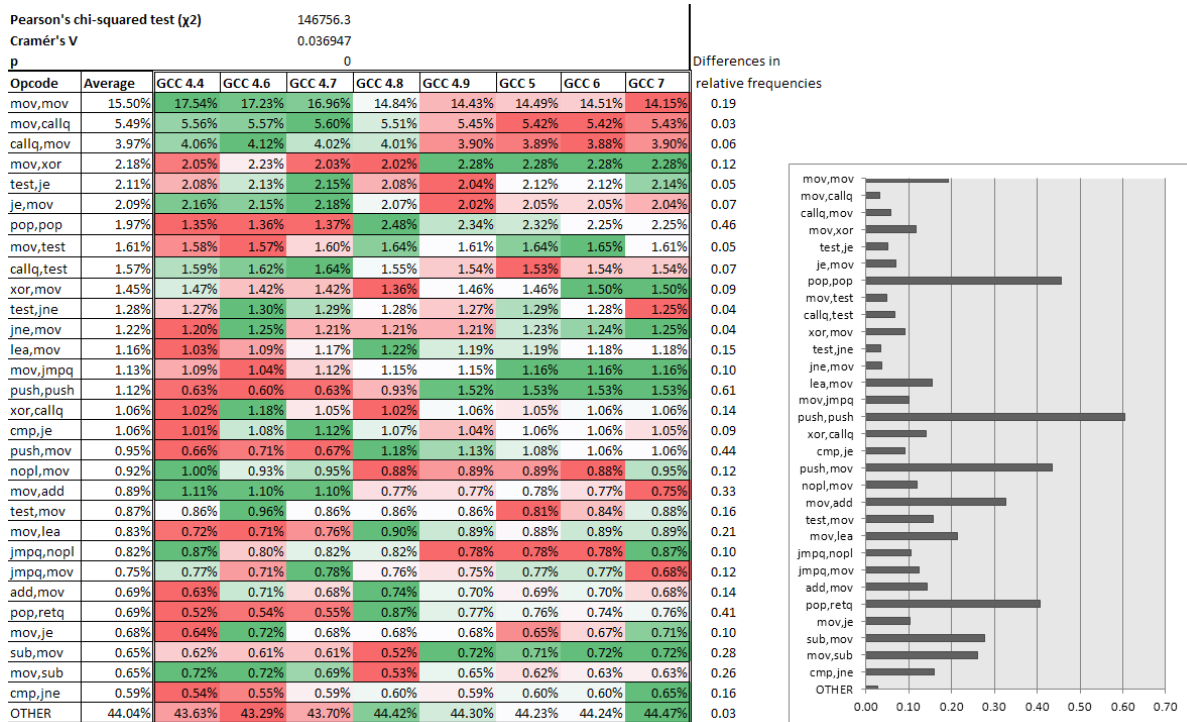 Pearson's chi-squared test (χ2) 146756.3
Cramér's V 0.036947
p 0 Differences in
Opcode Average GCC 4.4 GCC 4.6 GCC 4.7 GCC 4.8 GCC 4.9 GCC 5 GCC 6 GCC 7 relative frequencies
mov,mov 15.50% 17.54% 17.23% 16.96% 14.84% 14.43% 14.49% 14.51% 14.15% 0.19
mov,callq 5.49% 5.56% 5.57% 5.60% 5.51% 5.45% 5.42% 5.42% 5.43% 0.03
callq,mov 3.97% 4.06% 4.12% 4.02% 4.01% 3.90% 3.89% 3.88% 3.90% 0.06
mov,xor 2.18% 2.05% 2.23% 2.03% 2.02% 2.28% 2.28% 2.28% 2.28% 0.12
test,je 2.11% 2.08% 2.13% 2.15% 2.08% 2.04% 2.12% 2.12% 2.14% 0.05
je,mov 2.09% 2.16% 2.15% 2.18% 2.07% 2.02% 2.05% 2.05% 2.04% 0.07
pop,pop 1.97% 1.35% 1.36% 1.37% 2.48% 2.34% 2.32% 2.25% 2.25% 0.46
mov,test 1.61% 1.58% 1.57% 1.60% 1.64% 1.61% 1.64% 1.65% 1.61% 0.05
callq,test 1.57% 1.59% 1.62% 1.64% 1.55% 1.54% 1.53% 1.54% 1.54% 0.07
xor,mov 1.45% 1.47% 1.42% 1.42% 1.36% 1.46% 1.46% 1.50% 1.50% 0.09
test,jne 1.28% 1.27% 1.30% 1.29% 1.28% 1.27% 1.29% 1.28% 1.25% 0.04
jne,mov 1.22% 1.20% 1.25% 1.21% 1.21% 1.21% 1.23% 1.24% 1.25% 0.04
lea,mov 1.16% 1.03% 1.09% 1.17% 1.22% 1.19% 1.19% 1.18% 1.18% 0.15
mov,jmpq 1.13% 1.09% 1.04% 1.12% 1.15% 1.15% 1.16% 1.16% 1.16% 0.10
push,push 1.12% 0.63% 0.60% 0.63% 0.93% 1.52% 1.53% 1.53% 1.53% 0.61
xor,callq 1.06% 1.02% 1.18% 1.05% 1.02% 1.06% 1.05% 1.06% 1.06% 0.14
cmp,je 1.06% 1.01% 1.08% 1.12% 1.07% 1.04% 1.06% 1.06% 1.05% 0.09
push,mov 0.95% 0.66% 0.71% 0.67% 1.18% 1.13% 1.08% 1.06% 1.06% 0.44
nopl,mov 0.92% 1.00% 0.93% 0.95% 0.88% 0.89% 0.89% 0.88% 0.95% 0.12
mov,add 0.89% 1.11% 1.10% 1.10% 0.77% 0.77% 0.78% 0.77% 0.75% 0.33
test,mov 0.87% 0.86% 0.96% 0.86% 0.86% 0.86% 0.81% 0.84% 0.88% 0.16
mov,lea 0.83% 0.72% 0.71% 0.76% 0.90% 0.89% 0.88% 0.89% 0.89% 0.21
jmpq,nopl 0.82% 0.87% 0.80% 0.82% 0.82% 0.78% 0.78% 0.78% 0.87% 0.10
jmpq,mov 0.75% 0.77% 0.71% 0.78% 0.76% 0.75% 0.77% 0.77% 0.68% 0.12
add,mov 0.69% 0.63% 0.71% 0.68% 0.74% 0.70% 0.69% 0.70% 0.68% 0.14
pop,retq 0.69% 0.52% 0.54% 0.55% 0.87% 0.77% 0.76% 0.74% 0.76% 0.41
mov,je 0.68% 0.64% 0.72% 0.68% 0.68% 0.68% 0.65% 0.67% 0.71% 0.10
sub,mov 0.65% 0.62% 0.61% 0.61% 0.52% 0.72% 0.71% 0.72% 0.72% 0.28
mov,sub 0.65% 0.72% 0.72% 0.69% 0.53% 0.65% 0.62% 0.63% 0.63% 0.26
cmp,jne 0.59% 0.54% 0.55% 0.59% 0.60% 0.59% 0.60% 0.60% 0.65% 0.16
OTHER 44.04% 43.63% 43.29% 43.70% 44.42% 44.30% 44.23% 44.24% 44.47% 0.03
mov,mov
mov,callq
callq,mov
mov,xor
test,je
je,mov
pop,pop
mov,test
callq,test
xor,mov
test,jne
jne,mov
lea,mov
mov,jmpq
push,push
xor,callq
cmp,je
push,mov
nopl,mov
mov,add
test,mov
mov,lea
jmpq,nopl
jmpq,mov
add,mov
pop,retq
mov,je
sub,mov
mov,sub
cmp,jne
OTHER
0.00 0.10 0.20 0.30 0.40 0.50 0.60 0.70